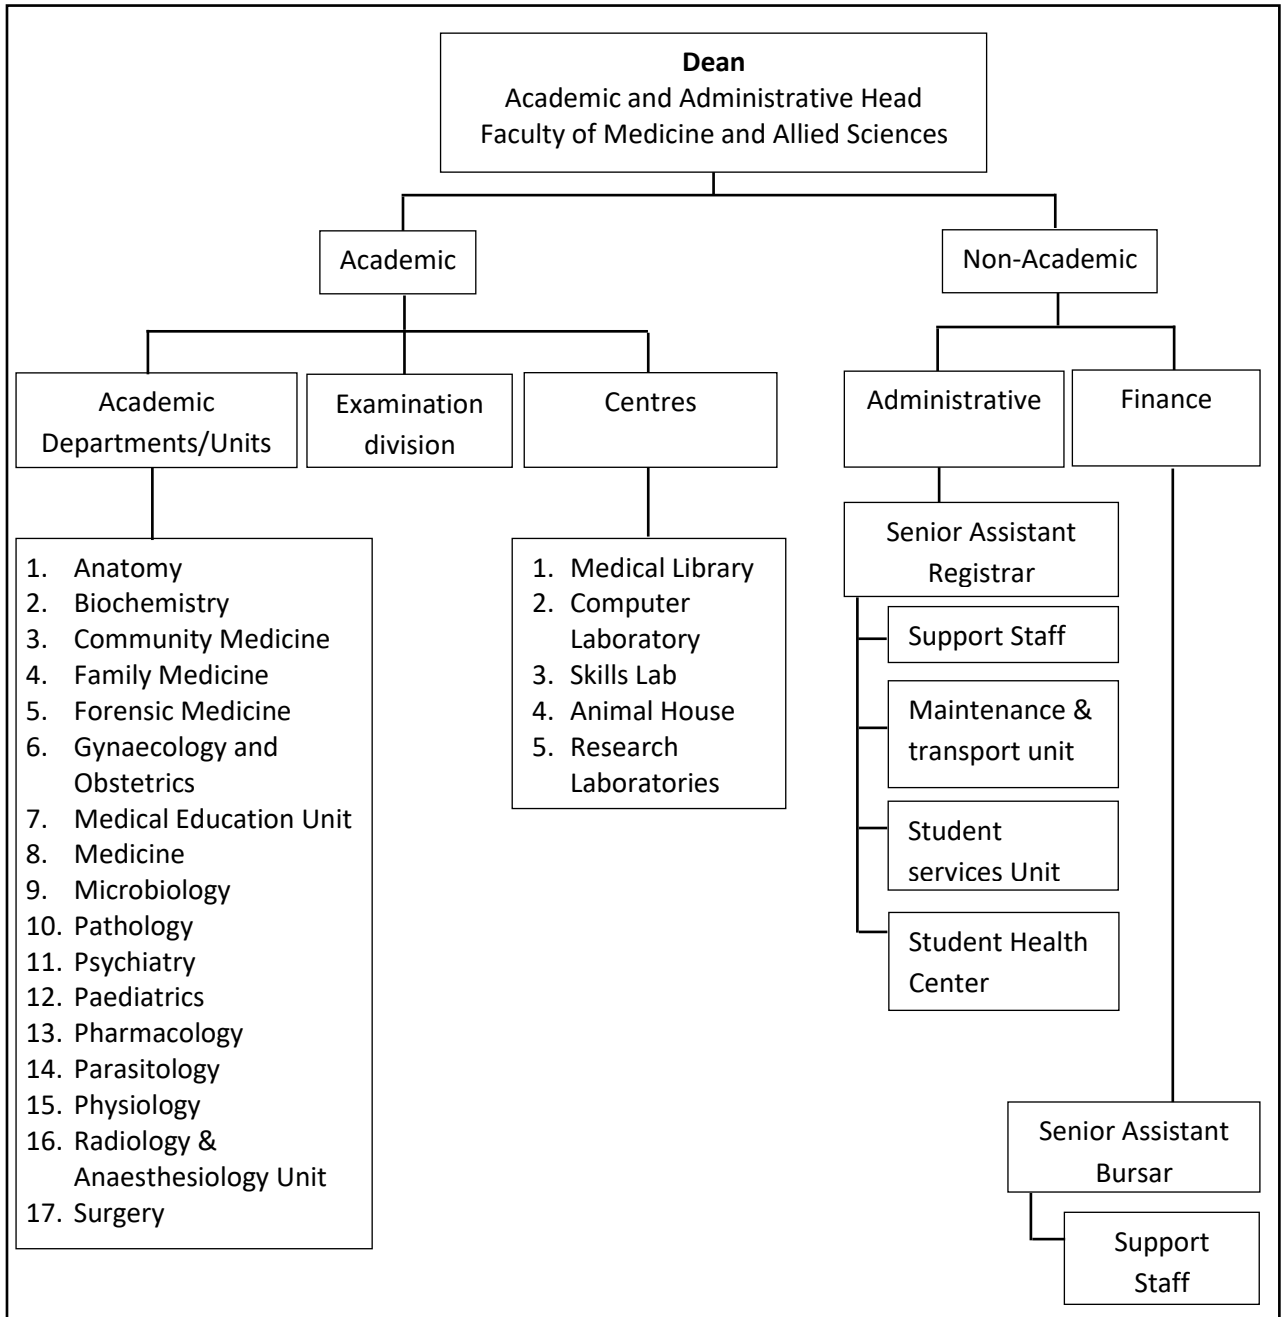 Dean
Academic and Administrative Head
Faculty of Medicine and Allied Sciences
Academic
Non-Academic
Academic
Departments/Units
Examination
division
Centres
Administrative
Finance
1. Anatomy
2. Biochemistry
3. Community Medicine
4. Family Medicine
5. Forensic Medicine
6. Gynaecology and
Obstetrics
7. Medical Education Unit
8. Medicine
9. Microbiology
10. Pathology
11. Psychiatry
12. Paediatrics
13. Pharmacology
14. Parasitology
15. Physiology
16. Radiology &
Anaesthesiology Unit
17. Surgery
1. Medical Library
2. Computer
Laboratory
3. Skills Lab
4. Animal House
5. Research
Laboratories
Senior Assistant
Registrar
Support Staff
Maintenance &
transport unit
Student
services Unit
Student Health
Center
Senior Assistant
Bursar
Support
Staff